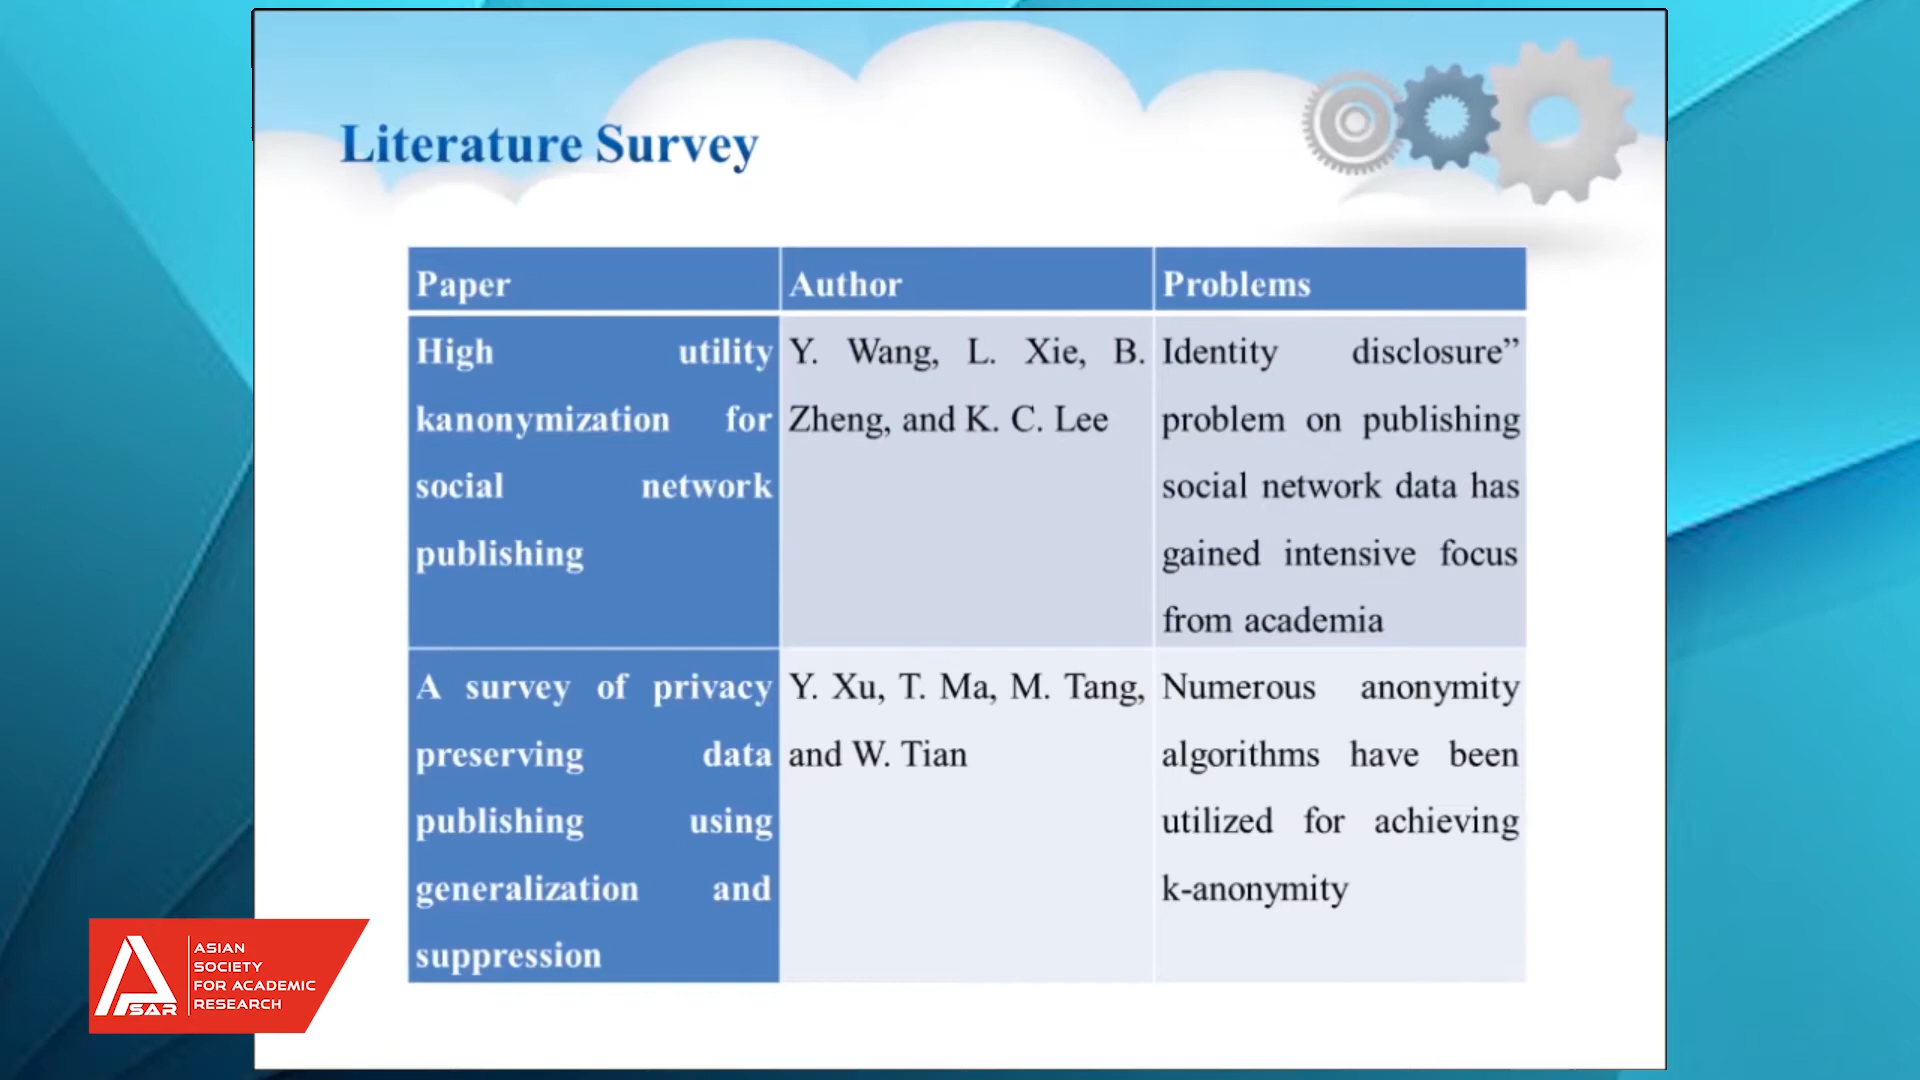 Literature Survey
Paper
Author
Problems
High utility
kanonymization for
social network
publishing
Y. Wang, L. Xie, B.
Zheng, and K. C. Lee
Identity disclosure”
problem on publishing
social network data has
gained intensive focus
from academia
A survey of privacy
preserving data
publishing using
generalization and
suppression
Y. Xu, T. Ma, M. Tang,
and W. Tian
Numerous anonymity
algorithms have been
utilized for achieving
k-anonymity
ASAR
ASIAN
SOCIETY
FOR ACADEMIC
RESEARCH